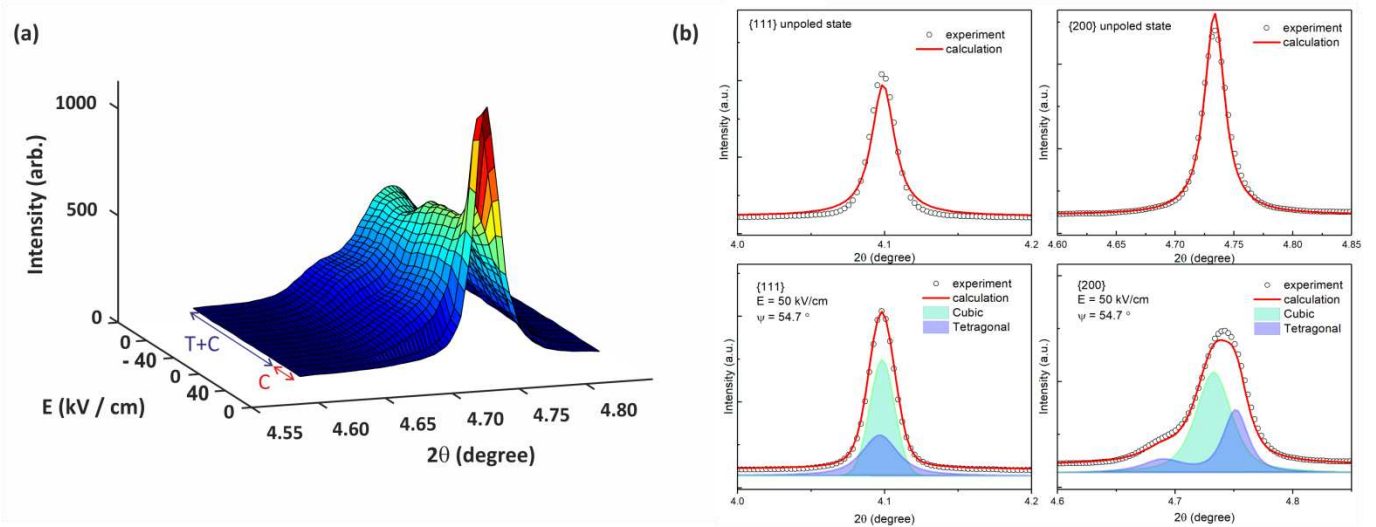 (a)
Intensity (arb.)
1000
500
0
T+C
C
E (kV / cm)
0
- 40
0
40
0
4.55
4.60
4.65
4.70
4.75
4.80
2θ (degree)
(b)
{111} unpoled state
experiment
calculation
Intensity (a.u.)
4.0
4.1
4.2
2θ (degree)
{200} unpoled state
experiment
calculation
Intensity (a.u.)
4.60
4.65
4.70
4.75
4.80
4.85
2θ (degree)
{111}
E = 50 kV/cm
ψ = 54.7 °
experiment
calculation
Cubic
Tetragonal
Intensity (a.u.)
4.0
4.1
4.2
2θ (degree)
{200}
E = 50 kV/cm
ψ = 54.7 °
experiment
calculation
Cubic
Tetragonal
Intensity (a.u.)
4.6
4.7
4.8
2θ (degree)